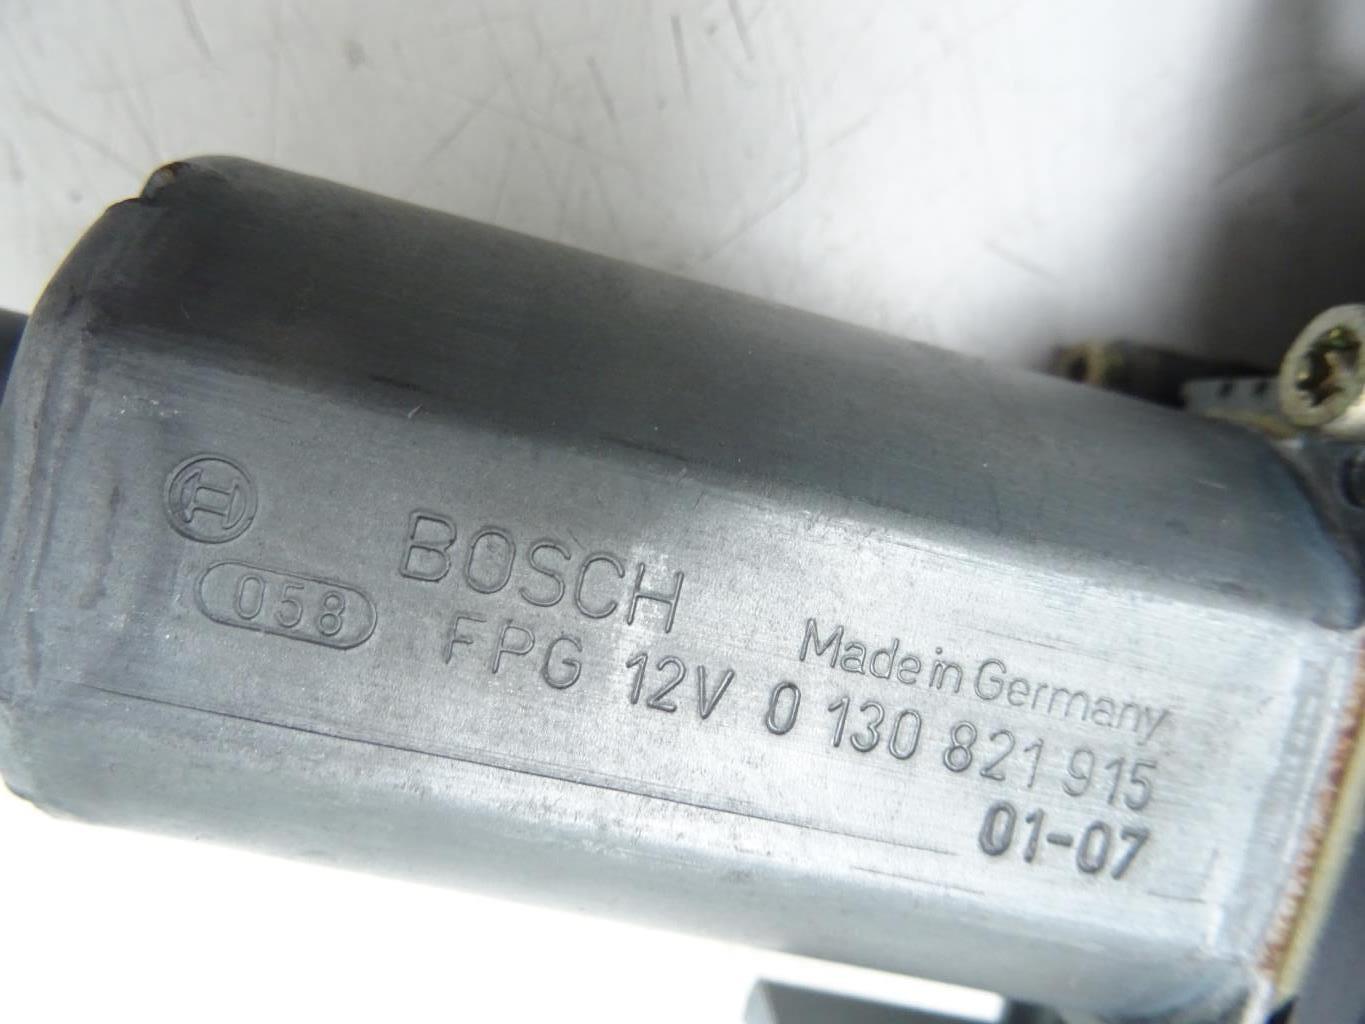 BOSCH
058
FPG 12V 0 130 821 915
Made in Germany
01-07